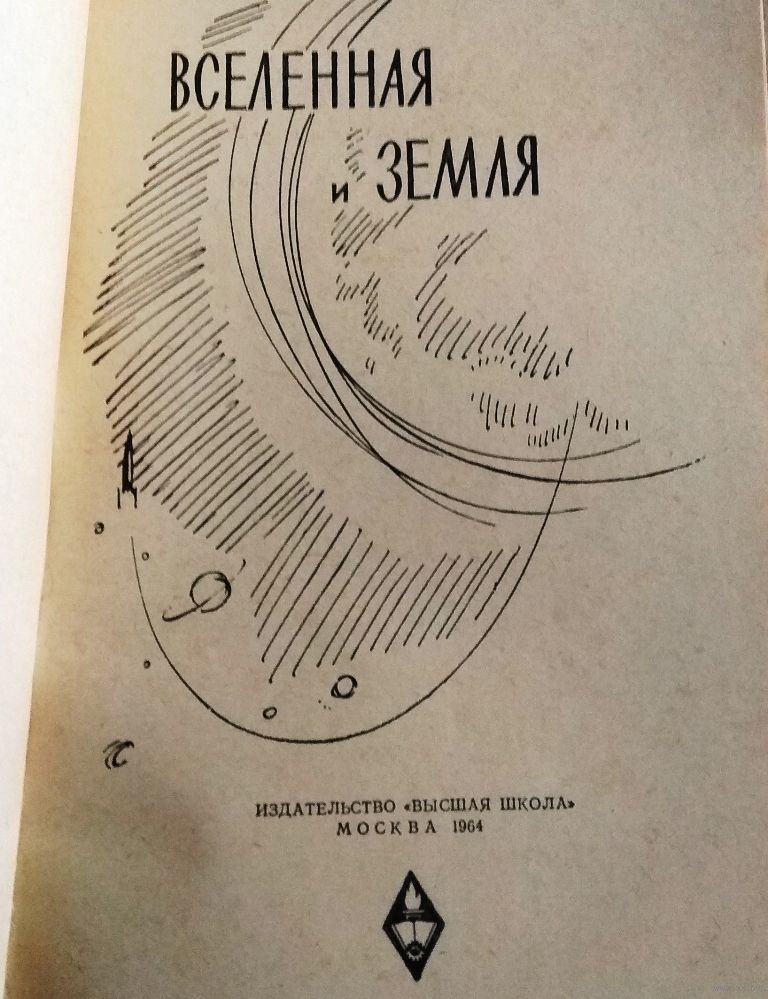 ВСЕЛЕННАЯ
и ЗЕМЛЯ
ИЗДАТЕЛЬСТВО «ВЫСШАЯ ШКОЛА»
МОСКВА 1964